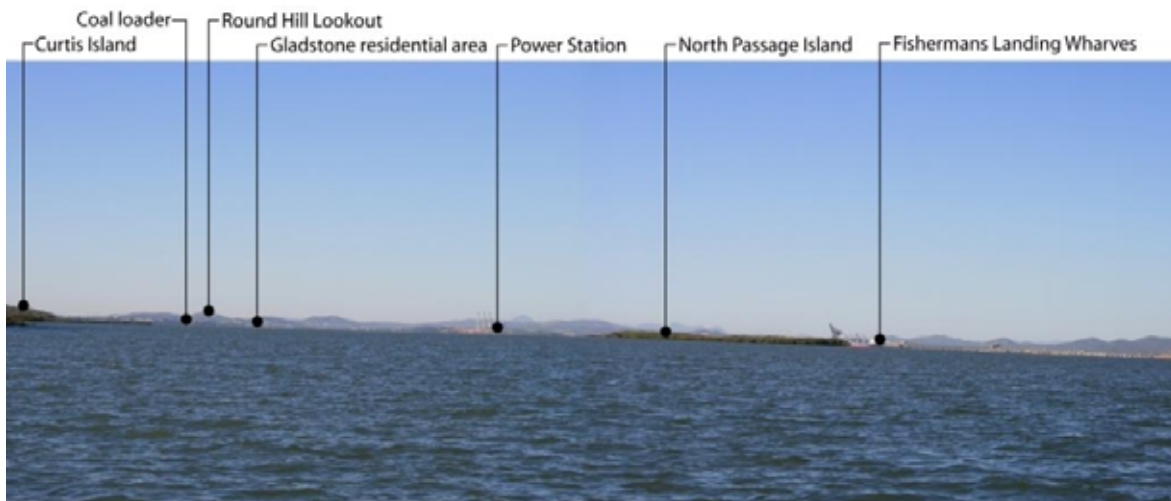 Coal loader
Round Hill Lookout
Curtis Island
Gladstone residential area
Power Station
North Passage Island
Fishermans Landing Wharves